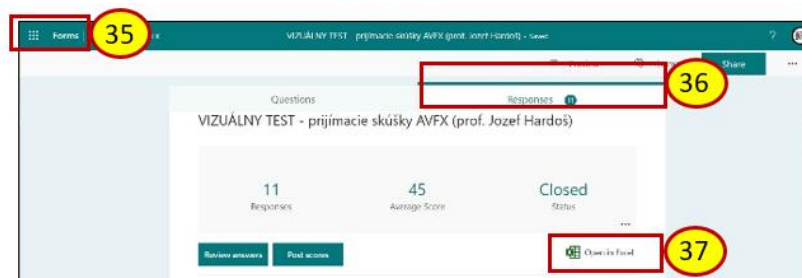 Forms 35 VIZUÁLNY TEST - prijímacie skúšky AVFX (prof. Jozef Hardoš) - Saved ?
Share ...
36
Questions Responses 11
VIZUÁLNY TEST - prijímacie skúšky AVFX (prof. Jozef Hardoš)
11 45 Closed
Responses Average Score Status
...
Review answers Post scores Open in Excel 37